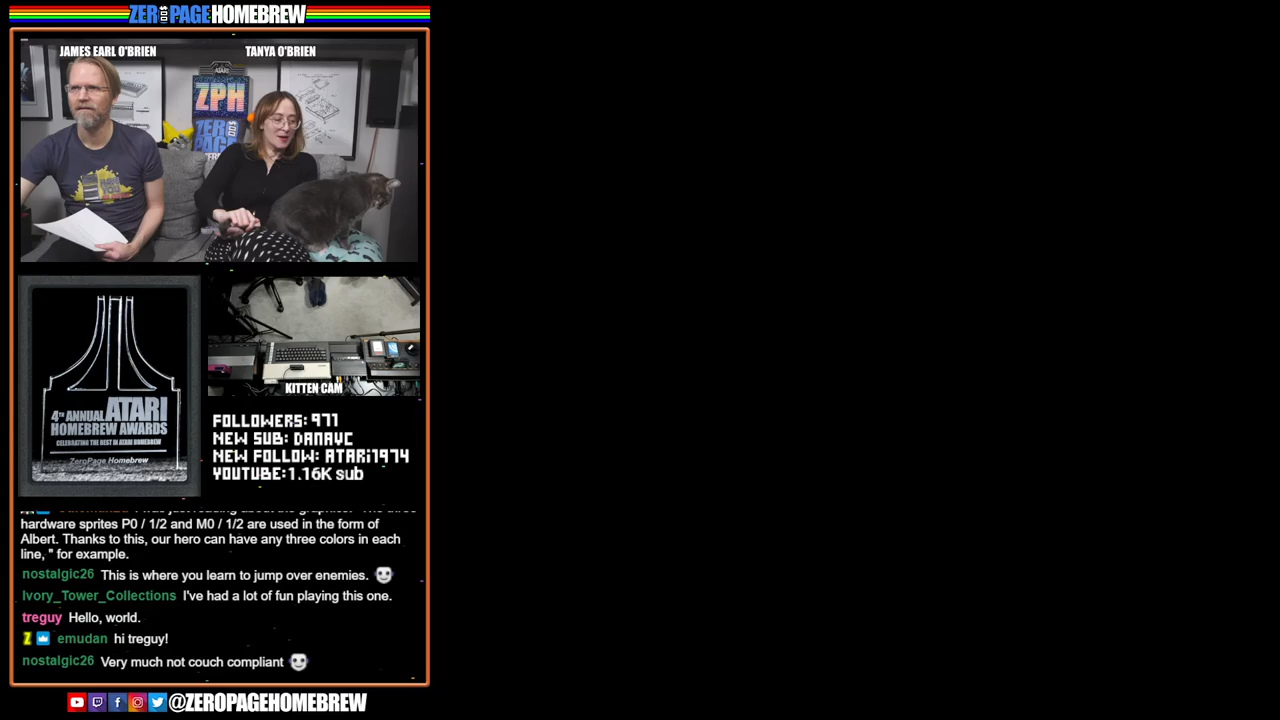 ZEROPAGE HOMEBREW
JAMES EARL O'BRIEN
TANYA O'BRIEN
ATARI
ZPH
ZERO
PAGE
4TH ANNUAL ATARI
HOMEBREW AWARDS
CELEBRATING THE BEST IN ATARI HOMEBREW
ZeroPage Homebrew
KITTEN CAM
FOLLOWERS: 971
NEW SUB: DANAYC
NEW FOLLOW: ATARI1974
YOUTUBE: 1.16K sub
hardware sprites P0 / 1/2 and M0 / 1/2 are used in the form of
Albert. Thanks to this, our hero can have any three colors in each
line, " for example.
nostalgic26 This is where you learn to jump over enemies.
Ivory_Tower_Collections I've had a lot of fun playing this one.
treguy Hello, world.
Z emudan hi treguy!
nostalgic26 Very much not couch compliant
@ZEROPAGEHOMEBREW